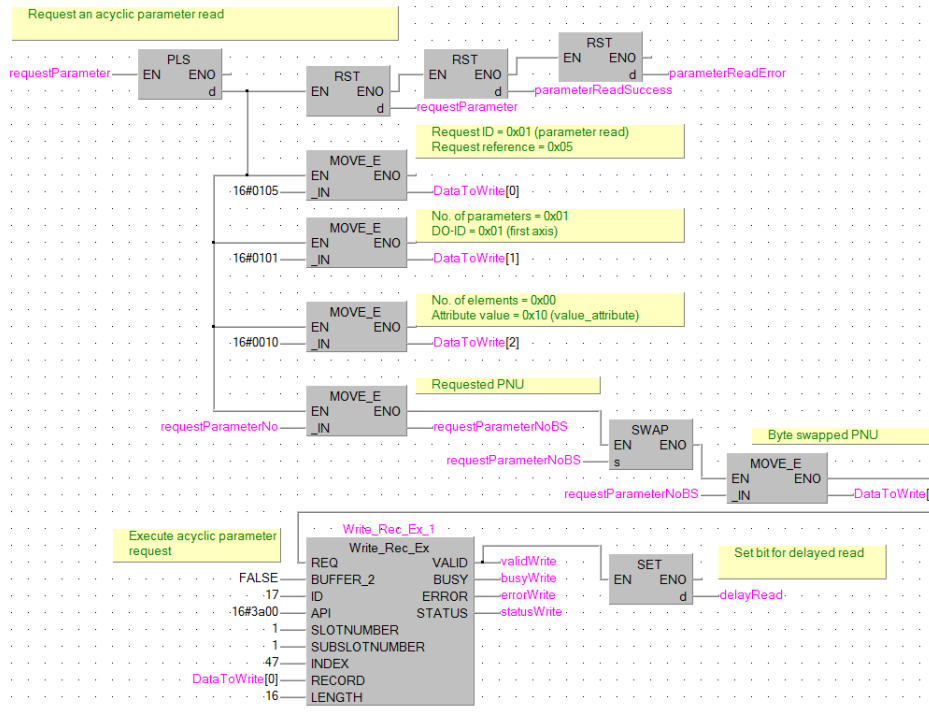 Request an acyclic parameter read
RST
PLS
RST
EN ENO
RST
EN ENO
requestParameter
EN ENO
d
parameterReadError
d
EN ENO
d
parameterReadSuccess
d
requestParameter
Request ID = 0x01 (parameter read)
Request reference = 0x05
MOVE_E
EN ENO
16#0105
_IN
DataToWrite[0]
No. of parameters = 0x01
DO-ID = 0x01 (first axis)
MOVE_E
EN ENO
16#0101
_IN
DataToWrite[1]
No. of elements = 0x00
Attribute value = 0x10 (value_attribute)
MOVE_E
EN ENO
16#0010
_IN
DataToWrite[2]
Requested PNU
MOVE_E
EN ENO
requestParameterNo
_IN
requestParameterNoBS
SWAP
EN ENO
requestParameterNoBS
s
Byte swapped PNU
MOVE_E
EN ENO
requestParameterNoBS
_IN
DataToWrite[
Execute acyclic parameter
request
Write_Rec_Ex_1
Write_Rec_Ex
REQ VALID
validWrite
FALSE
BUFFER_2 BUSY
busyWrite
17
ID ERROR
errorWrite
16#3a00
API STATUS
statusWrite
1
SLOTNUMBER
1
SUBSLOTNUMBER
47
INDEX
DataToWrite[0]
RECORD
16
LENGTH
Set bit for delayed read
SET
EN ENO
d
delayRead